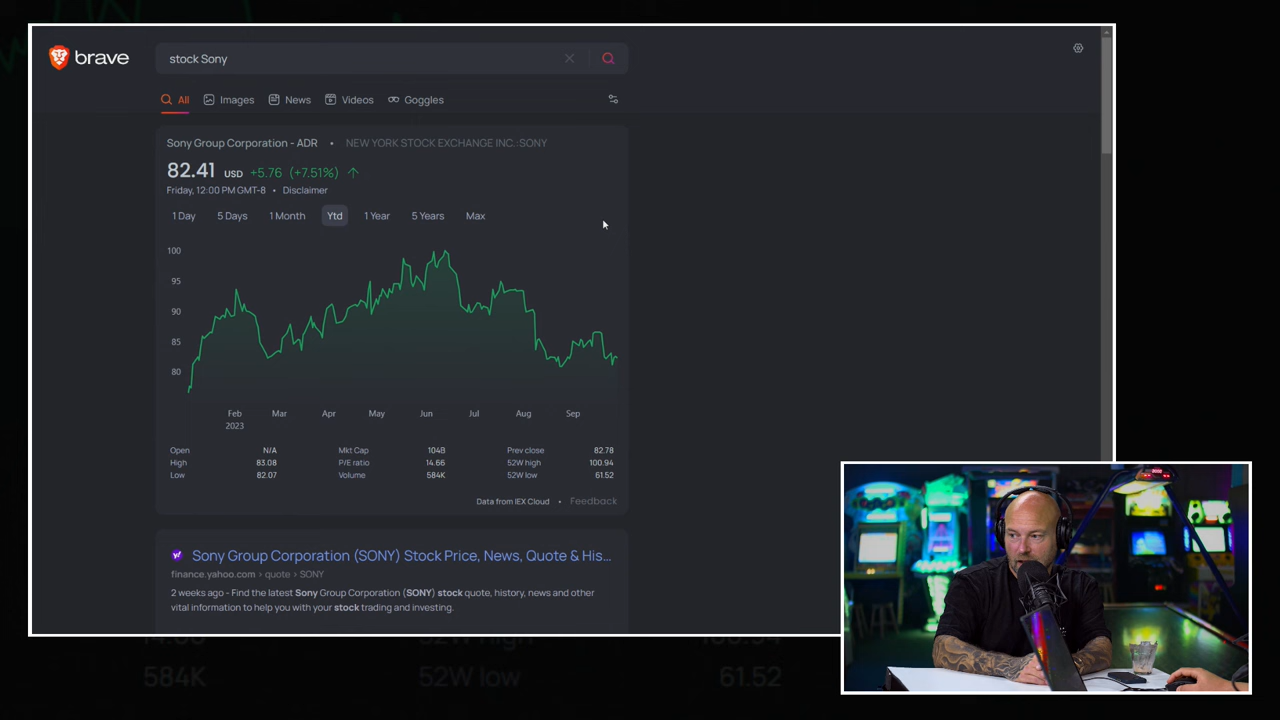 brave
stock Sony
All Images News Videos Goggles
Sony Group Corporation - ADR • NEW YORK STOCK EXCHANGE INC.:SONY
82.41 USD +5.76 (+7.51%) ↑
Friday, 12:00 PM GMT-8 • Disclaimer
1 Day 5 Days 1 Month Ytd 1 Year 5 Years Max
100
95
90
85
80
Feb Mar Apr May Jun Jul Aug Sep
2023
Open N/A Mkt Cap 104B Prev close 82.78
High 83.08 P/E ratio 14.66 52W high 100.94
Low 82.07 Volume 584K 52W low 61.52
Data from IEX Cloud • Feedback
Sony Group Corporation (SONY) Stock Price, News, Quote & His...
finance.yahoo.com › quote › SONY
2 weeks ago - Find the latest Sony Group Corporation (SONY) stock quote, history, news and other
vital information to help you with your stock trading and investing.
584K 52W low 61.52